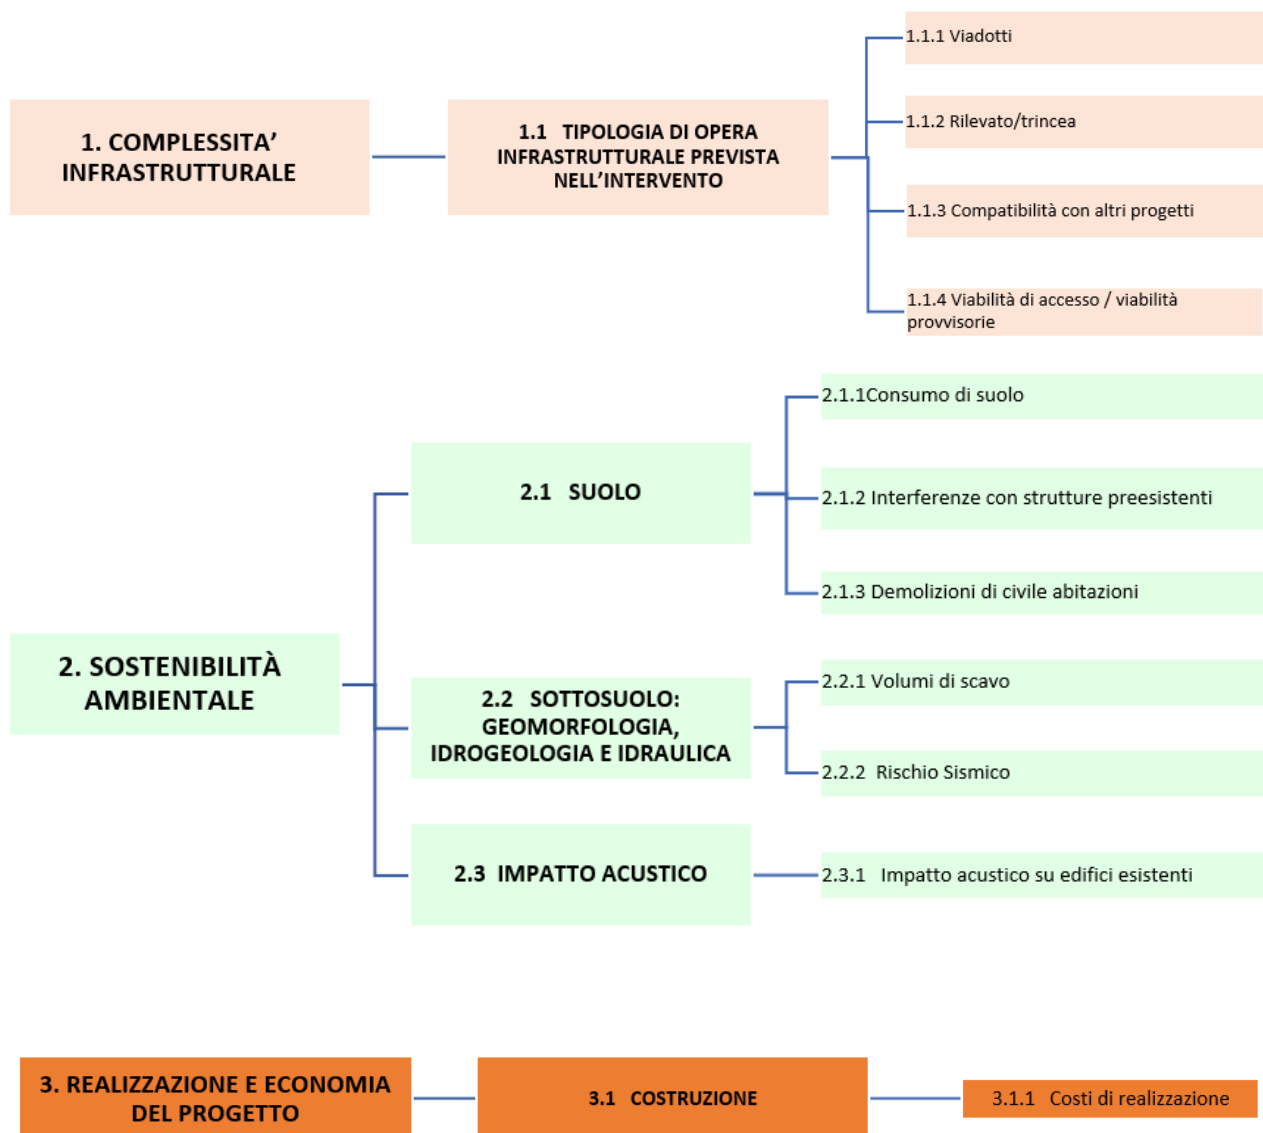 1. COMPLESSITA’
INFRASTRUTTURALE
1.1 TIPOLOGIA DI OPERA
INFRASTRUTTURALE PREVISTA
NELL’INTERVENTO
1.1.1 Viadotti
1.1.2 Rilevato/trincea
1.1.3 Compatibilità con altri progetti
1.1.4 Viabilità di accesso / viabilità
provvisorie
2. SOSTENIBILITÀ
AMBIENTALE
2.1 SUOLO
2.1.1Consumo di suolo
2.1.2 Interferenze con strutture preesistenti
2.1.3 Demolizioni di civile abitazioni
2.2 SOTTOSUOLO:
GEOMORFOLOGIA,
IDROGEOLOGIA E IDRAULICA
2.2.1 Volumi di scavo
2.2.2 Rischio Sismico
2.3 IMPATTO ACUSTICO
2.3.1 Impatto acustico su edifici esistenti
3. REALIZZAZIONE E ECONOMIA
DEL PROGETTO
3.1 COSTRUZIONE
3.1.1 Costi di realizzazione